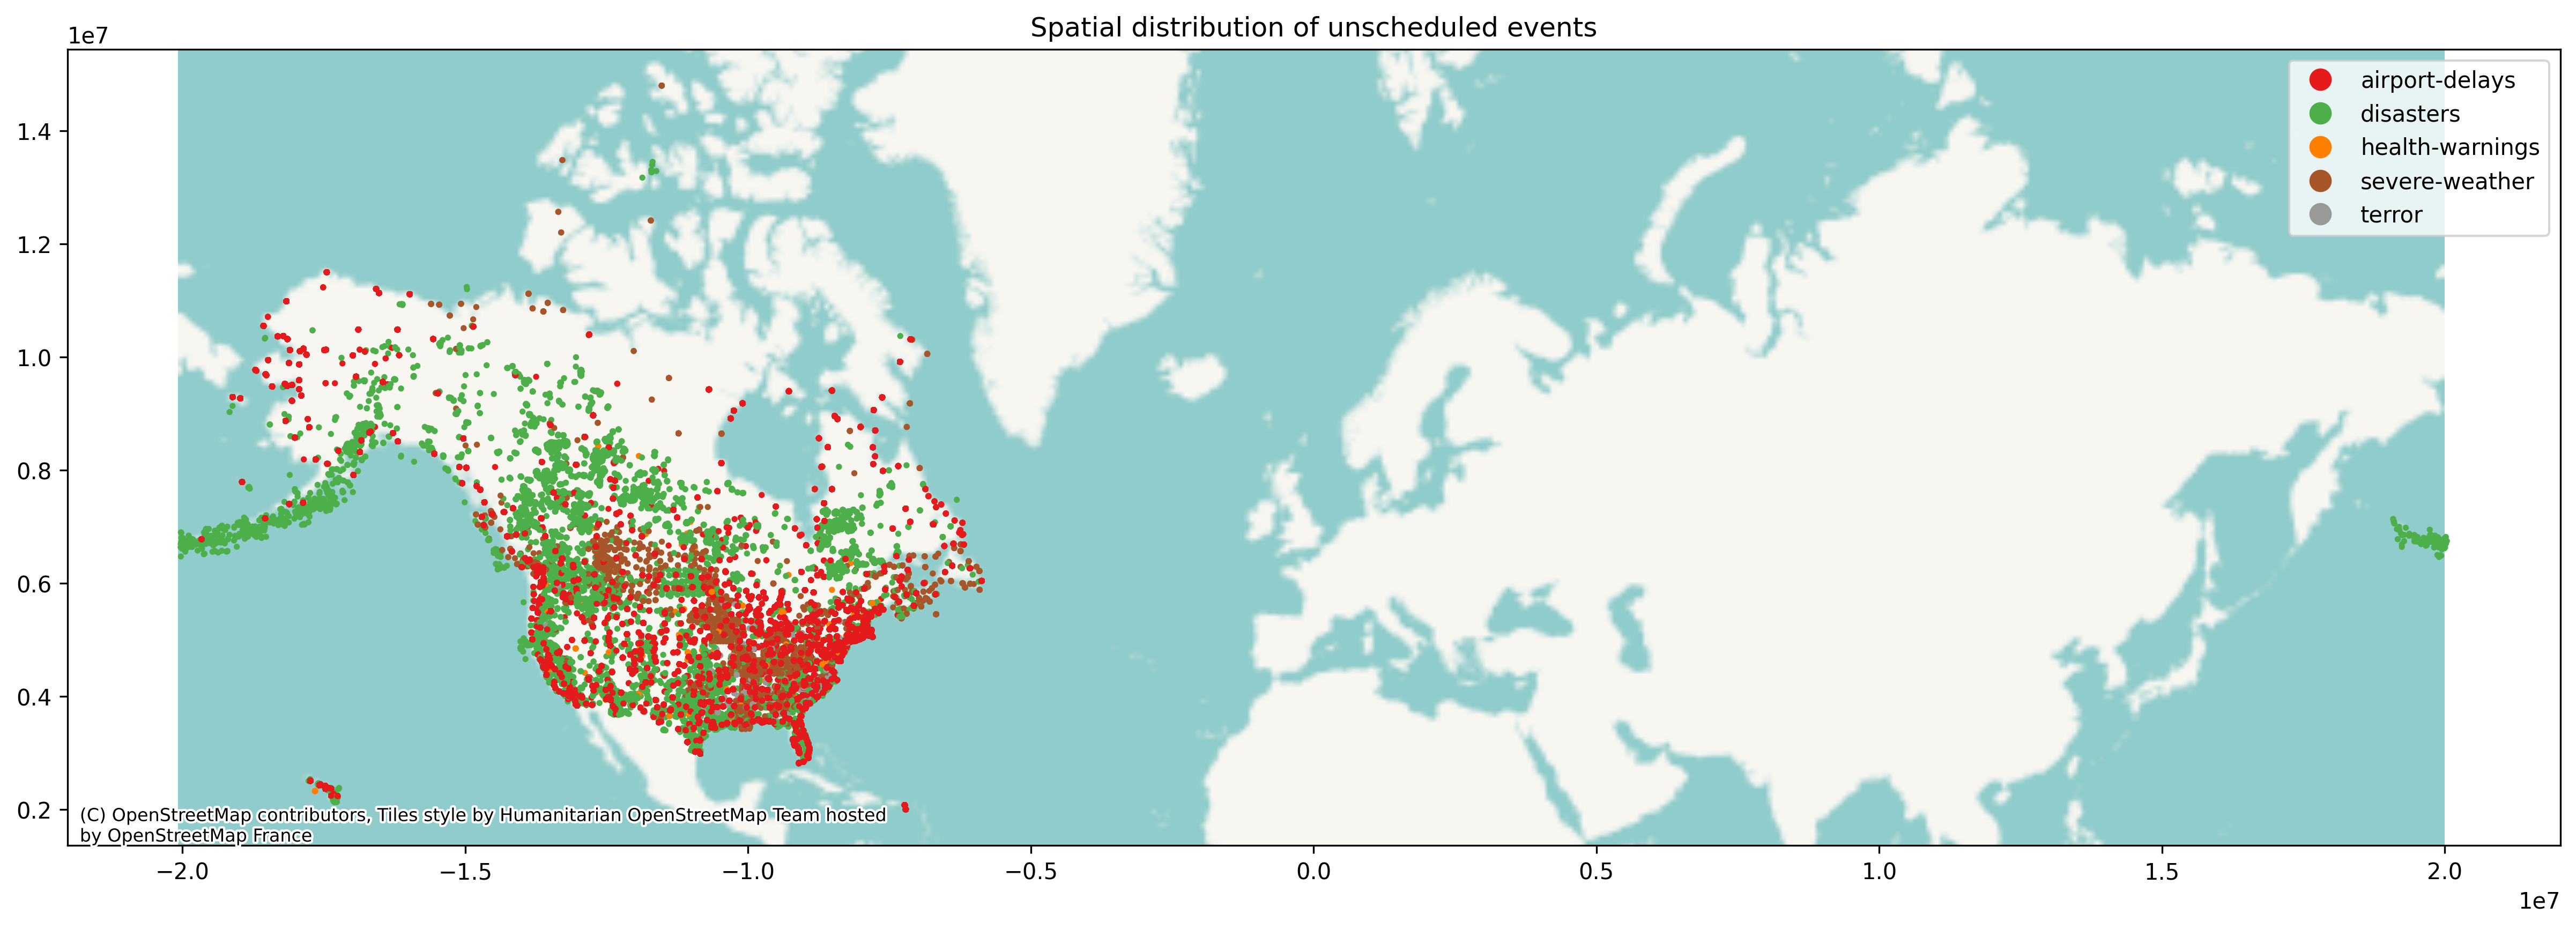 Spatial distribution of unscheduled events
1e7
1.4
1.2
1.0
0.8
0.6
0.4
0.2
airport-delays
disasters
health-warnings
severe-weather
terror
(C) OpenStreetMap contributors, Tiles style by Humanitarian OpenStreetMap Team hosted
by OpenStreetMap France
−2.0 −1.5 −1.0 −0.5 0.0 0.5 1.0 1.5 2.0
1e7